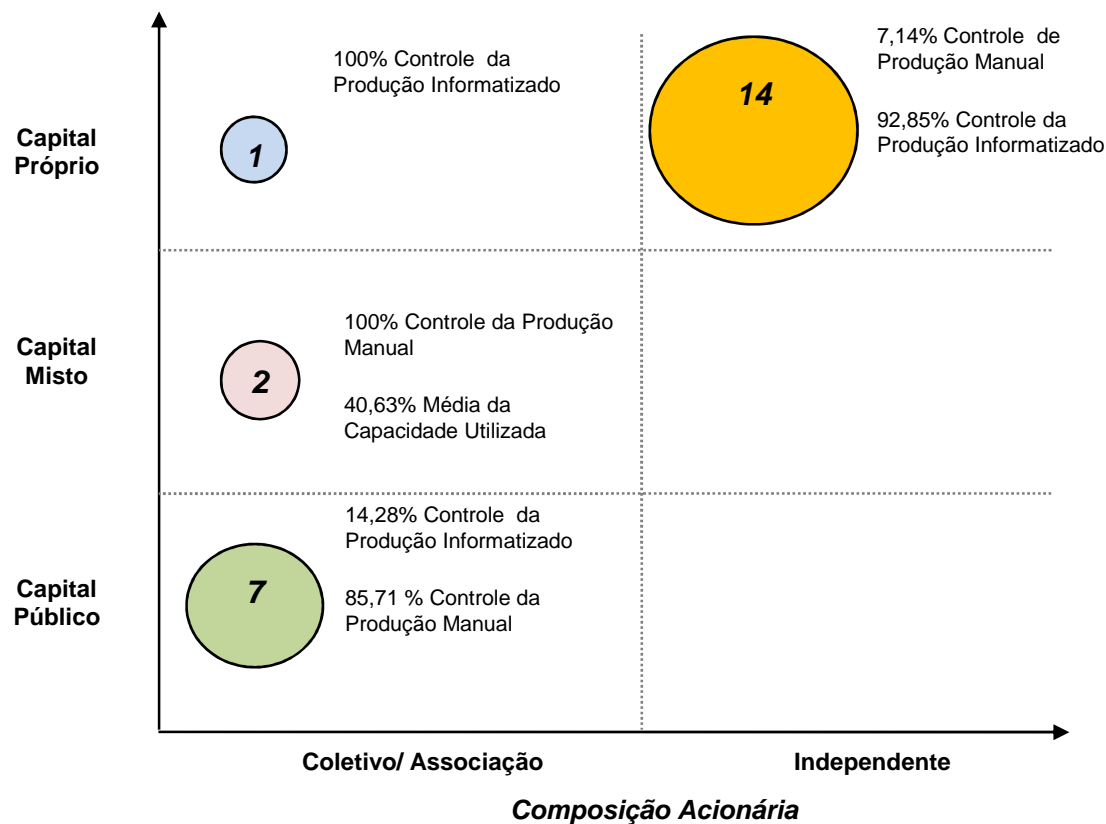 100% Controle da
Produção Informatizado
7,14% Controle de
Produção Manual
92,85% Controle da
Produção Informatizado
Capital
Próprio
1
14
100% Controle da Produção
Manual
40,63% Média da
Capacidade Utilizada
Capital
Misto
2
14,28% Controle da
Produção Informatizado
85,71 % Controle da
Produção Manual
Capital
Público
7
Coletivo/ Associação
Independente
Composição Acionária